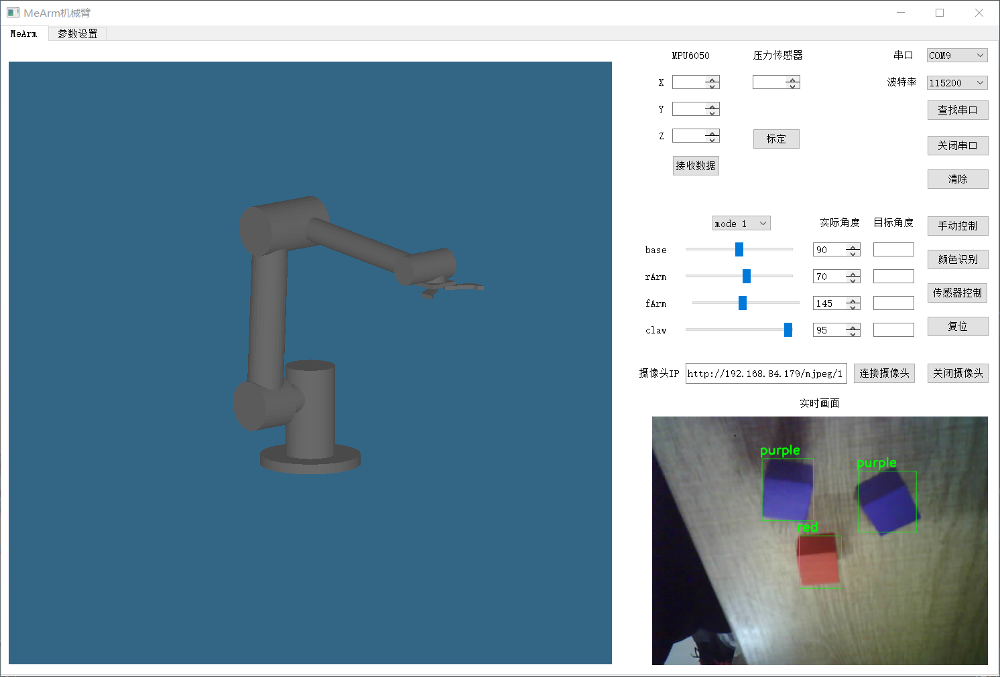 MeArm机械臂
MeArm 参数设置
MPU6050 压力传感器 串口 COM9
X 波特率 115200
Y 查找串口
Z 标定 关闭串口
接收数据
清除
mode 1 实际角度 目标角度 手动控制
base 90
颜色识别
rArm 70
传感器控制
fArm 145
claw 95 复位
摄像头IP http://192.168.84.179/mjpeg/1 连接摄像头 关闭摄像头
实时画面
purple
purple
red